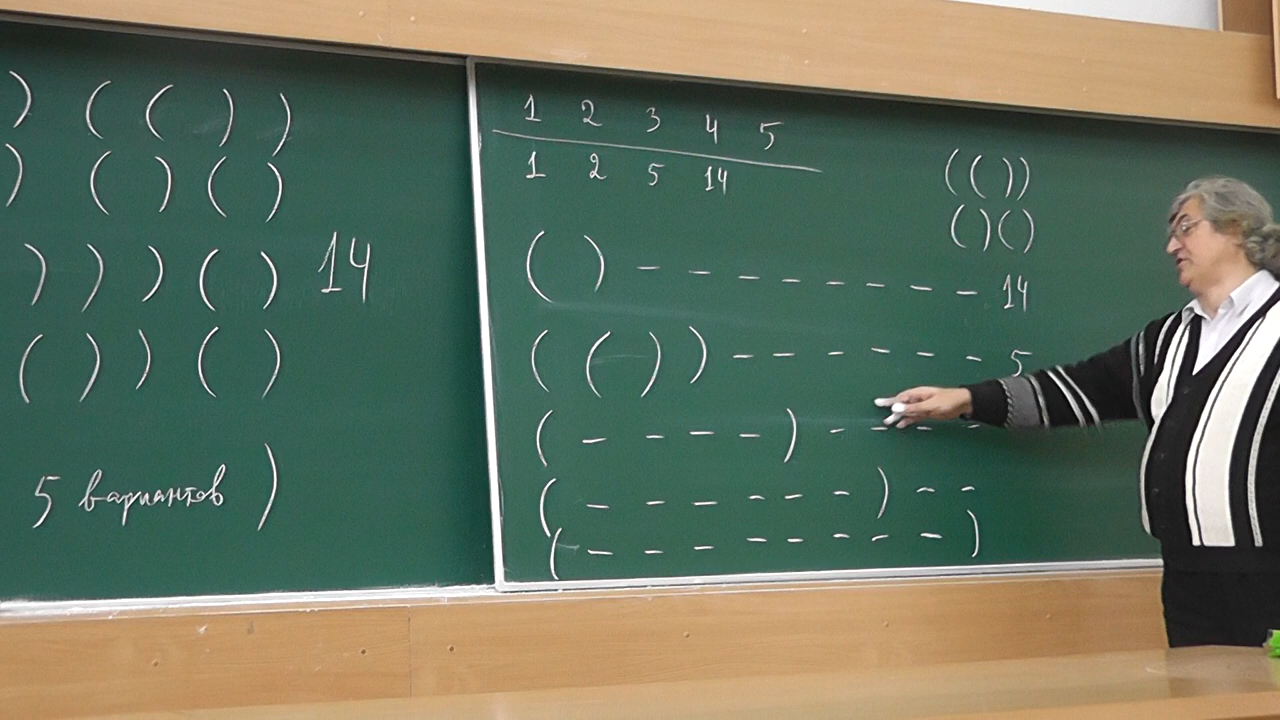 ) ( ( ) )
) ( ) ( )
) ) ) ( ) 14
( ) ) ( )
5 вариантов )
1 2 3 4 5
1 2 5 14
( ( ) )
( ) ( )
( ) - - - - - - - - 14
( ( ) ) - - - - - - 5
( - - - - ) - - - -
( - - - - - - ) - -
( - - - - - - - - )